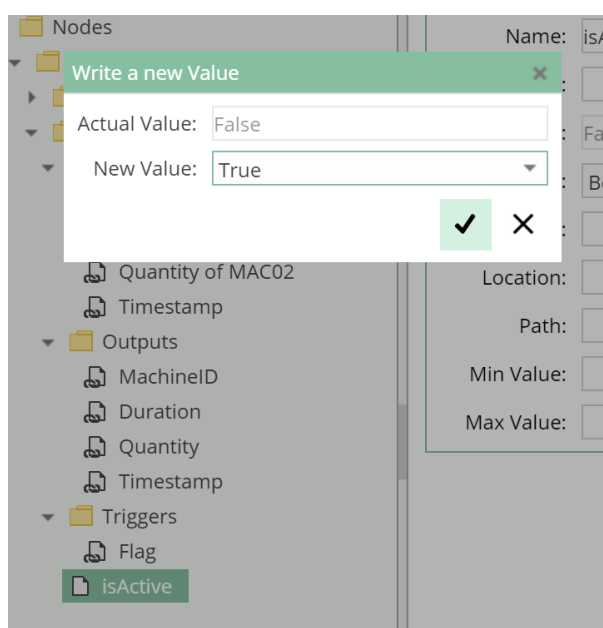 Nodes
Write a new Value
Actual Value: False
New Value: True
Quantity of MAC02
Timestamp
Outputs
MachineID
Duration
Quantity
Timestamp
Triggers
Flag
isActive
Name:
Location:
Path:
Min Value:
Max Value: